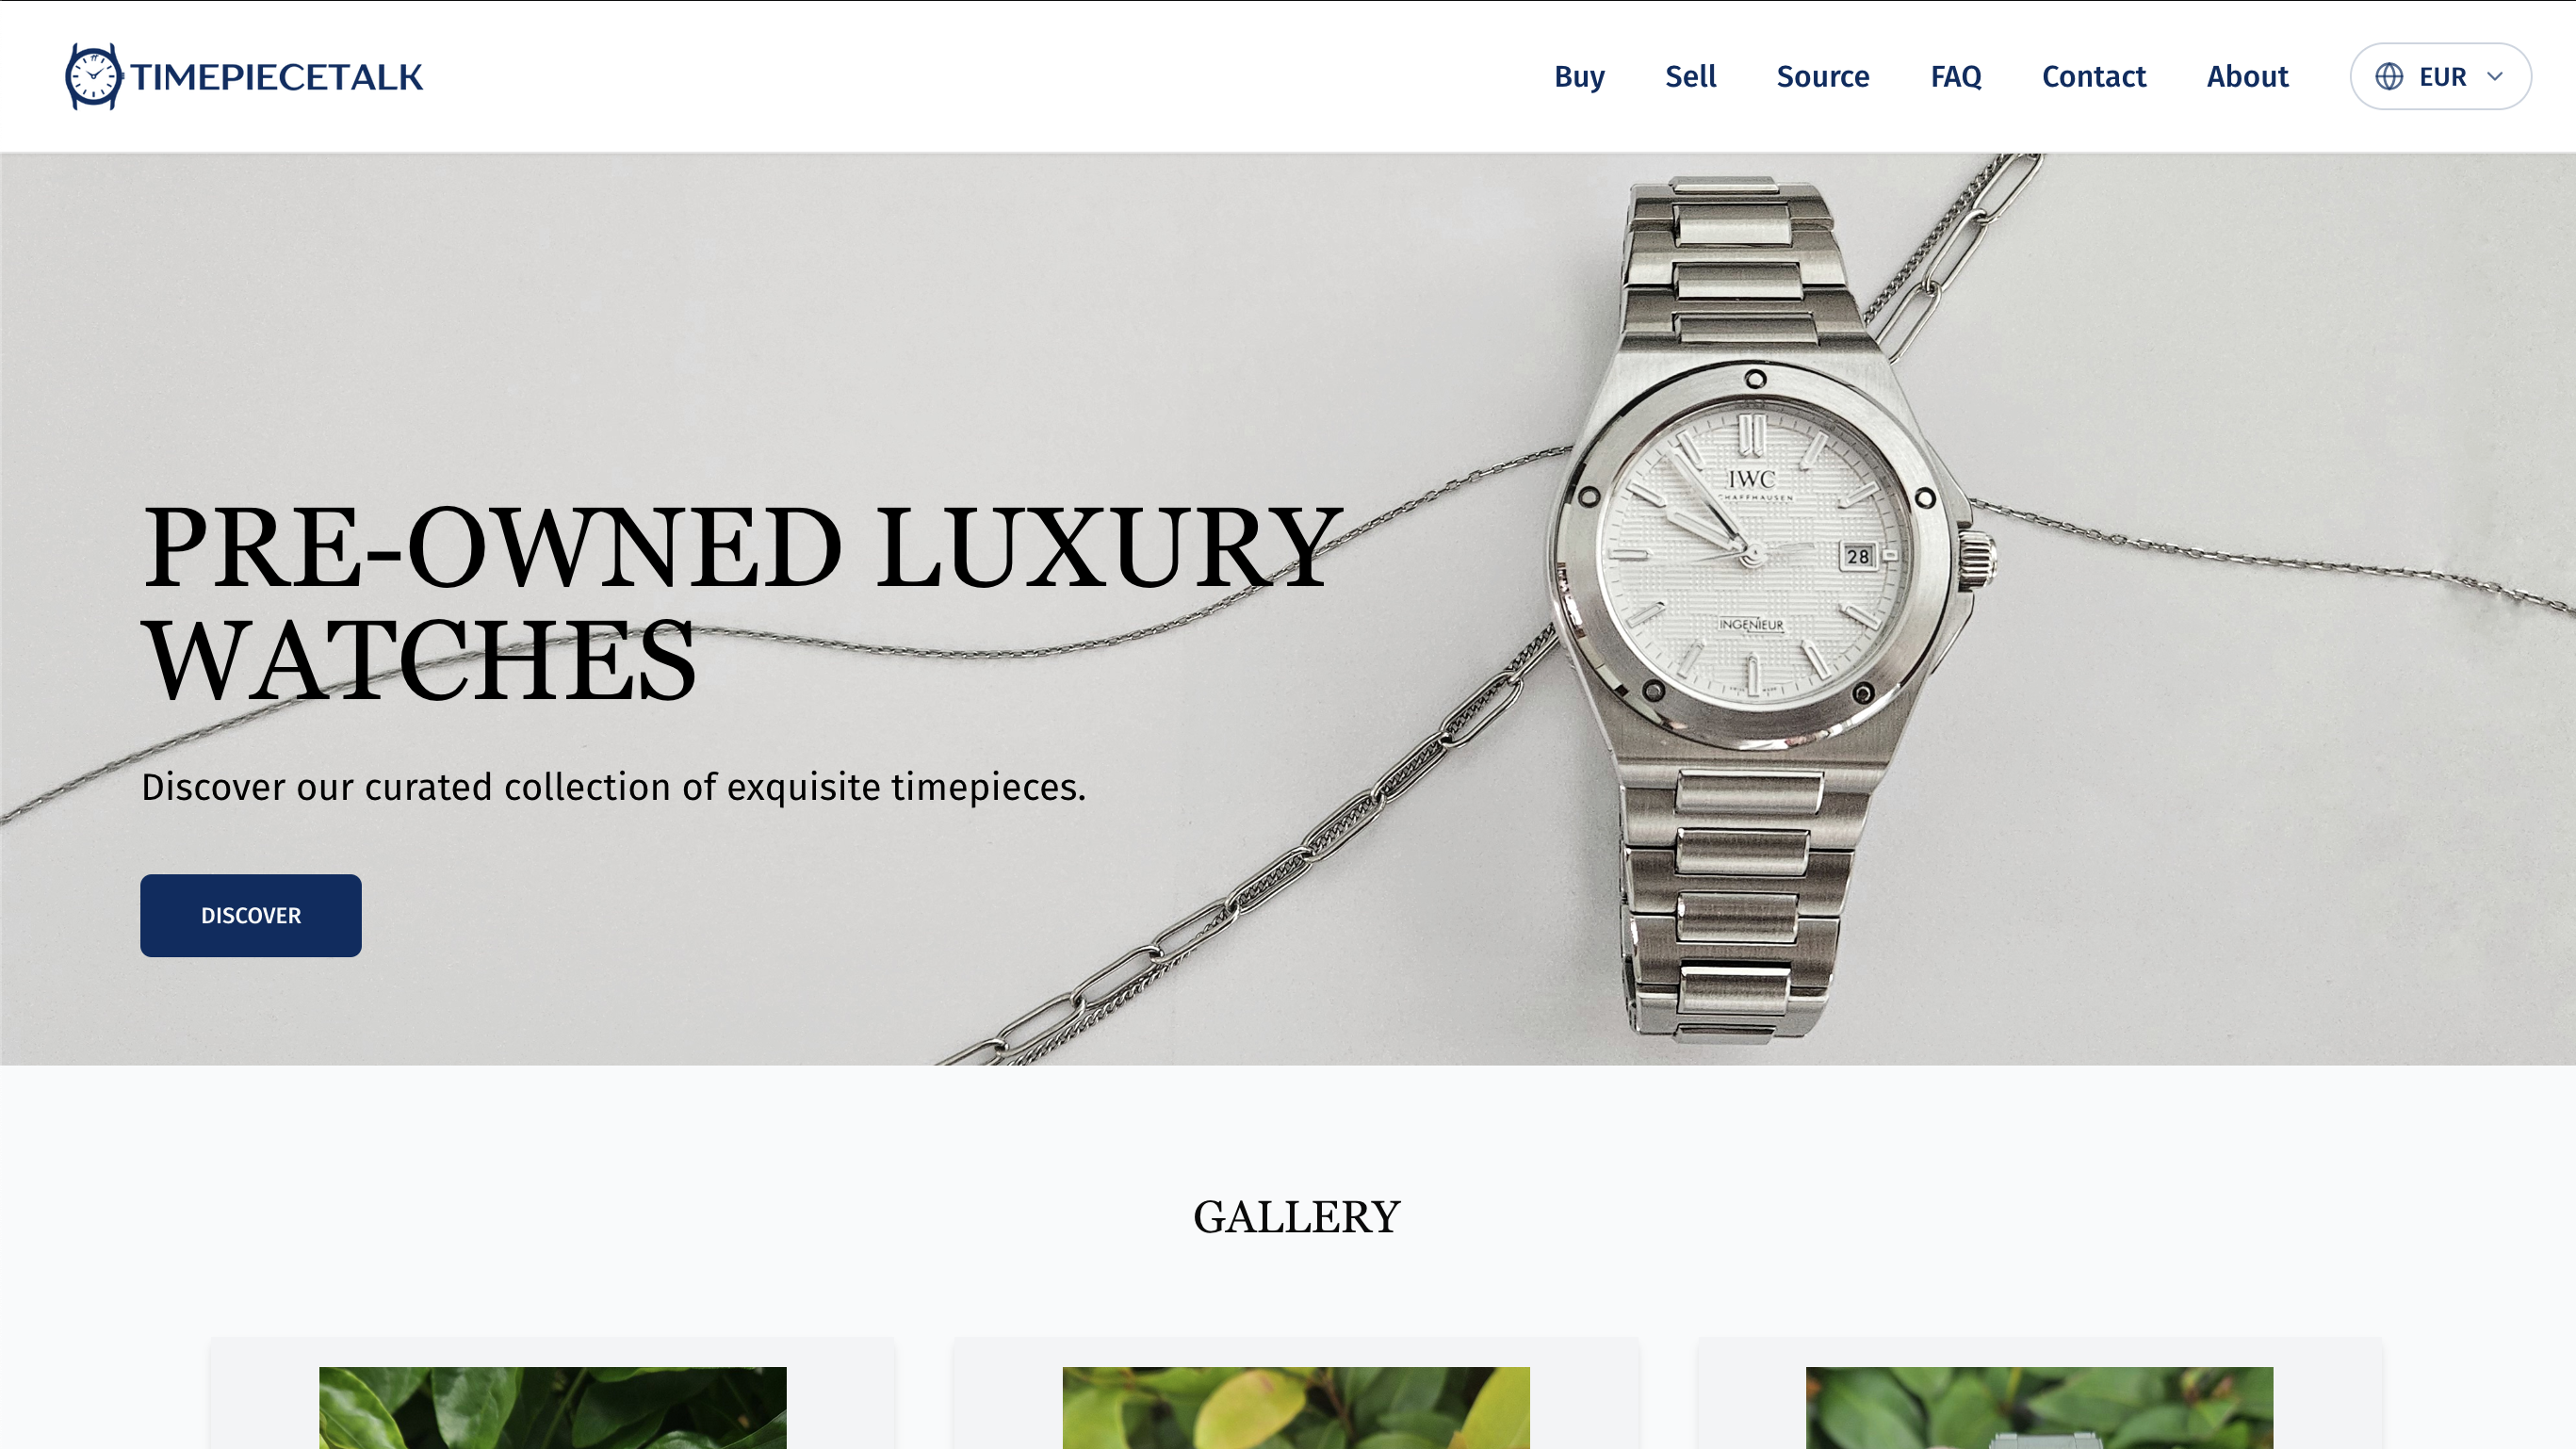 TIMEPIECETALK
Buy
Sell
Source
FAQ
Contact
About
EUR
IWC
SCHAFFHAUSEN
28
INGENIEUR
PRE-OWNED LUXURY
WATCHES
Discover our curated collection of exquisite timepieces.
DISCOVER
GALLERY